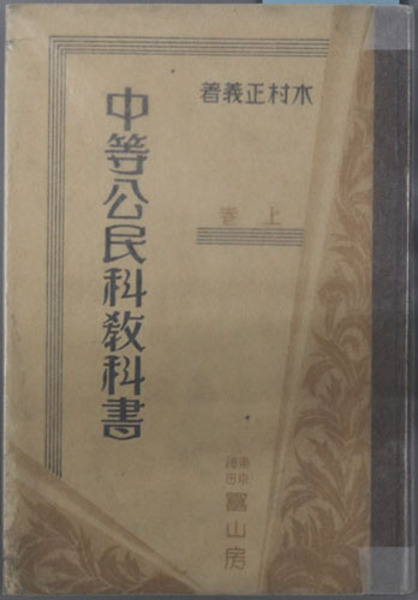 木村正義著
上卷
中等公民科教科書
東京
神田
冨山房